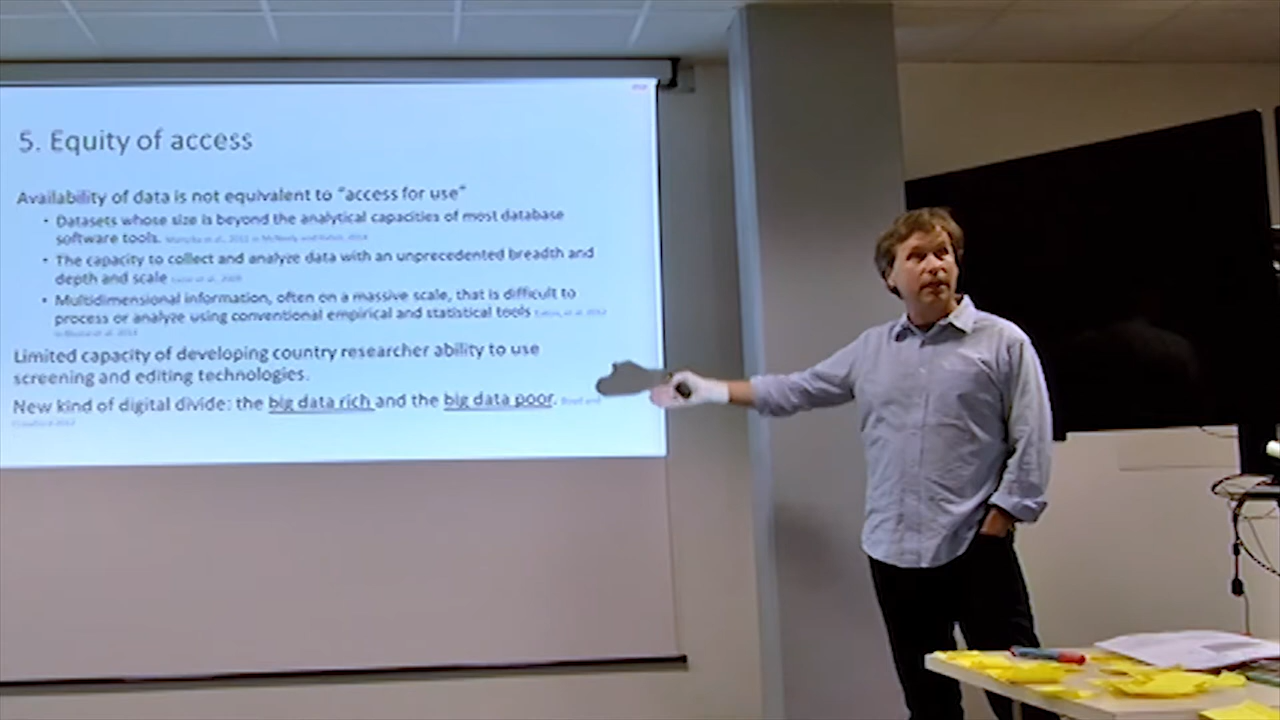 5. Equity of access
Availability of data is not equivalent to “access for use”
• Datasets whose size is beyond the analytical capacities of most database
software tools.
• The capacity to collect and analyze data with an unprecedented breadth and
depth and scale
• Multidimensional information, often on a massive scale, that is difficult to
process or analyze using conventional empirical and statistical tools
Limited capacity of developing country researcher ability to use
screening and editing technologies.
New kind of digital divide: the big data rich and the big data poor.